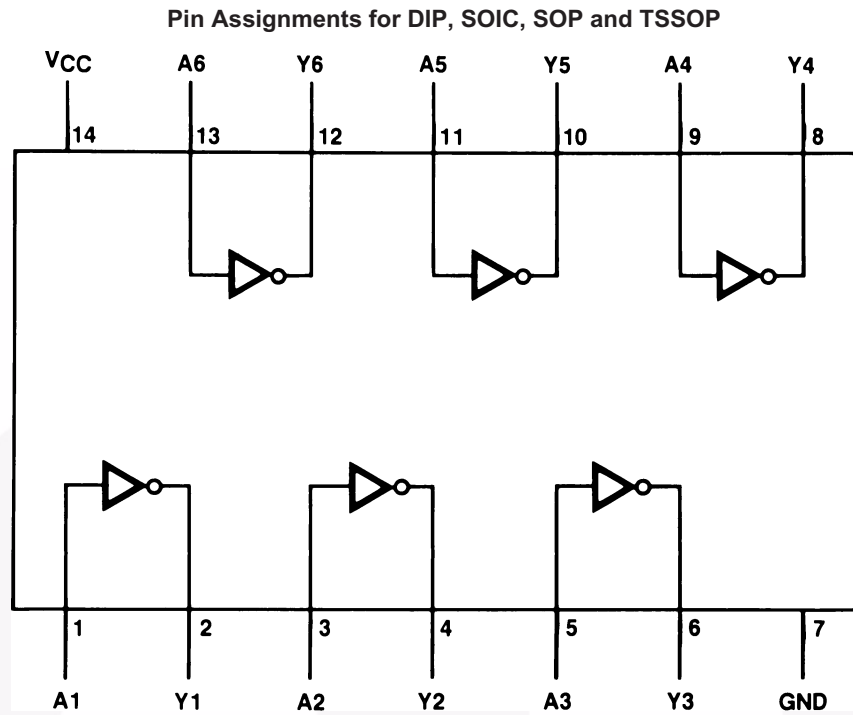 Pin Assignments for DIP, SOIC, SOP and TSSOP
VCC A6 Y6 A5 Y5 A4 Y4
14 13 12 11 10 9 8
1 2 3 4 5 6 7
A1 Y1 A2 Y2 A3 Y3 GND